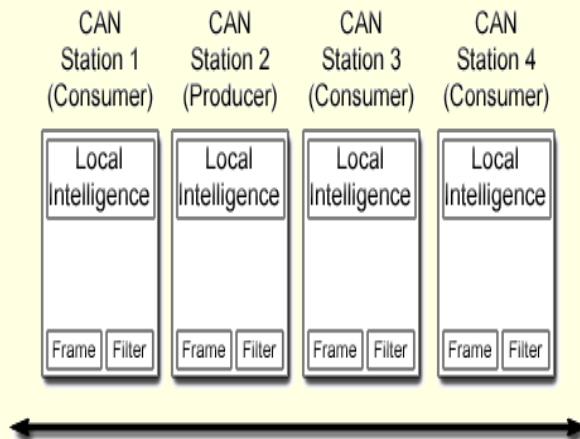 CAN
Station 1
(Consumer)
CAN
Station 2
(Producer)
CAN
Station 3
(Consumer)
CAN
Station 4
(Consumer)
Local
Intelligence
Frame
Filter
Local
Intelligence
Frame
Filter
Local
Intelligence
Frame
Filter
Local
Intelligence
Frame
Filter